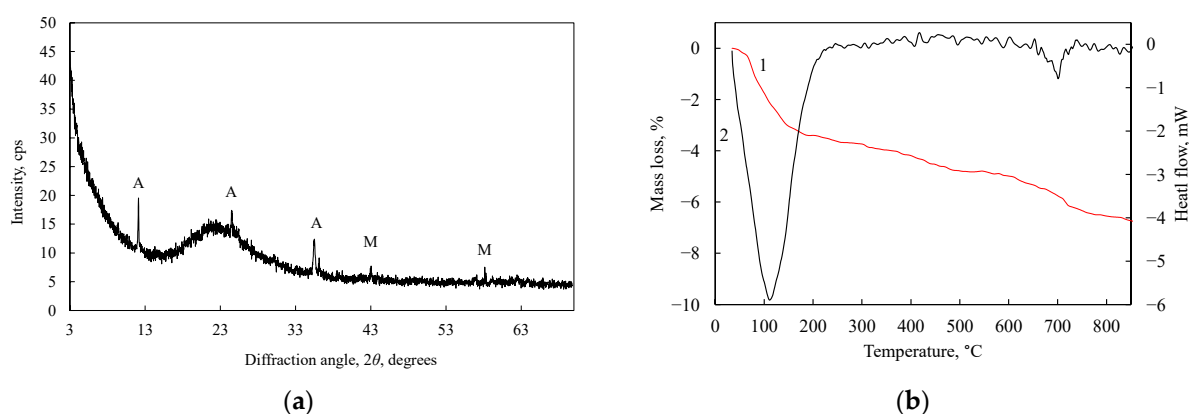 50
45
40
35
30
25
20
15
10
5
0
Intensity, cps
A
A
A
M
M
3 13 23 33 43 53 63
Diffraction angle, 2θ, degrees
(a)
0
−2
−4
−6
−8
−10
Mass loss, %
1
2
0
−1
−2
−3
−4
−5
−6
Heatl flow, mW
0 100 200 300 400 500 600 700 800
Temperature, °C
(b)